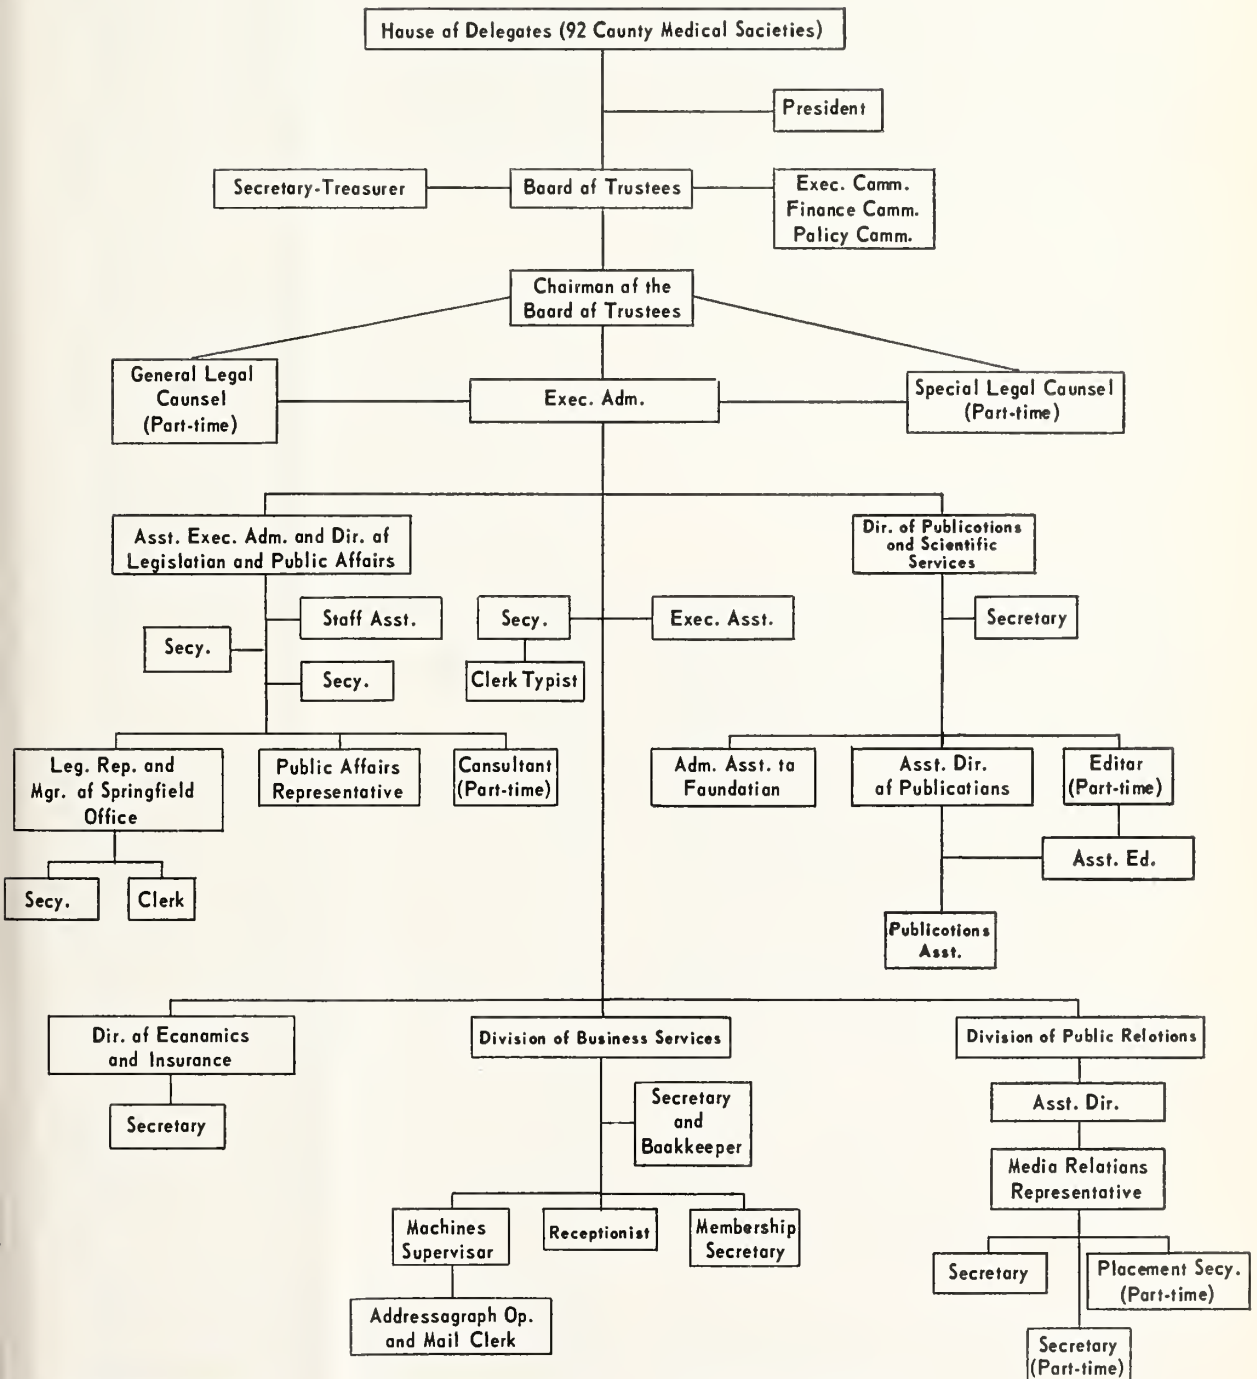 House of Delegates (92 County Medical Societies)
President
Secretary-Treasurer
Board of Trustees
Exec. Comm.
Finance Comm.
Policy Comm.
Chairman of the
Board of Trustees
General Legal
Counsel
(Part-time)
Exec. Adm.
Special Legal Counsel
(Part-time)
Asst. Exec. Adm. and Dir. of
Legislation and Public Affairs
Dir. of Publications
and Scientific
Services
Staff Asst.
Secy.
Secy.
Secy.
Exec. Asst.
Clerk Typist
Secretary
Leg. Rep. and
Mgr. of Springfield
Office
Public Affairs
Representative
Consultant
(Part-time)
Adm. Asst. to
Foundation
Asst. Dir.
of Publications
Editor
(Part-time)
Asst. Ed.
Secy.
Clerk
Publications
Asst.
Dir. of Economics
and Insurance
Division of Business Services
Division of Public Relations
Secretary
Secretary
and
Bookkeeper
Asst. Dir.
Media Relations
Representative
Machines
Supervisor
Receptionist
Membership
Secretary
Secretary
Placement Secy.
(Part-time)
Addressograph Op.
and Mail Clerk
Secretary
(Part-time)